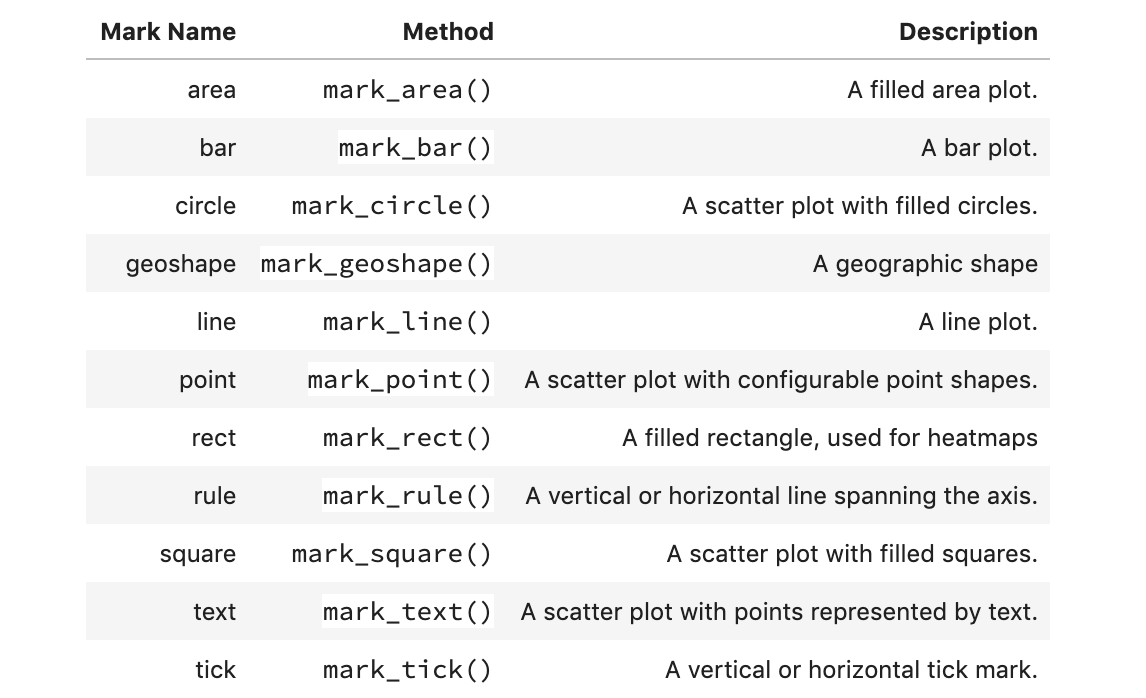 Mark Name Method Description
area mark_area() A filled area plot.
bar mark_bar() A bar plot.
circle mark_circle() A scatter plot with filled circles.
geoshape mark_geoshape() A geographic shape
line mark_line() A line plot.
point mark_point() A scatter plot with configurable point shapes.
rect mark_rect() A filled rectangle, used for heatmaps
rule mark_rule() A vertical or horizontal line spanning the axis.
square mark_square() A scatter plot with filled squares.
text mark_text() A scatter plot with points represented by text.
tick mark_tick() A vertical or horizontal tick mark.